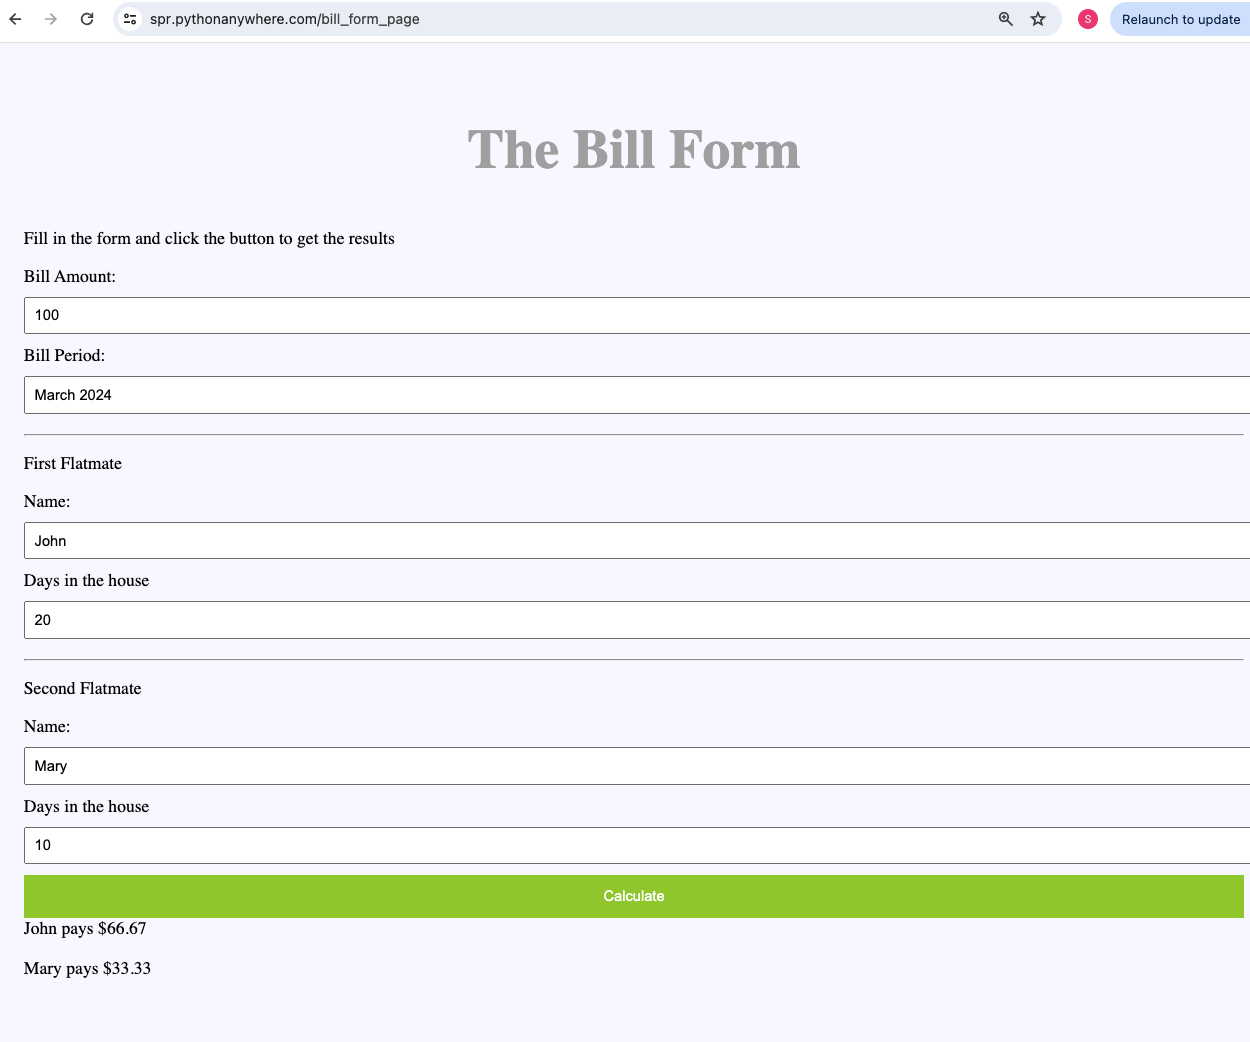 spr.pythonanywhere.com/bill_form_page
S
Relaunch to update
The Bill Form
Fill in the form and click the button to get the results
Bill Amount:
100
Bill Period:
March 2024
First Flatmate
Name:
John
Days in the house
20
Second Flatmate
Name:
Mary
Days in the house
10
Calculate
John pays $66.67
Mary pays $33.33